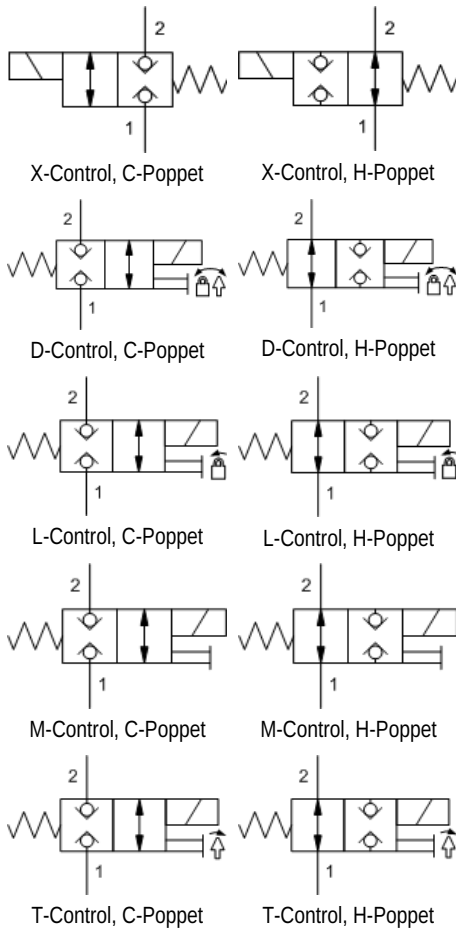 2 2
1 1
X-Control, C-Poppet X-Control, H-Poppet
2 2
1 1
D-Control, C-Poppet D-Control, H-Poppet
2 2
1 1
L-Control, C-Poppet L-Control, H-Poppet
2 2
1 1
M-Control, C-Poppet M-Control, H-Poppet
2 2
1 1
T-Control, C-Poppet T-Control, H-Poppet